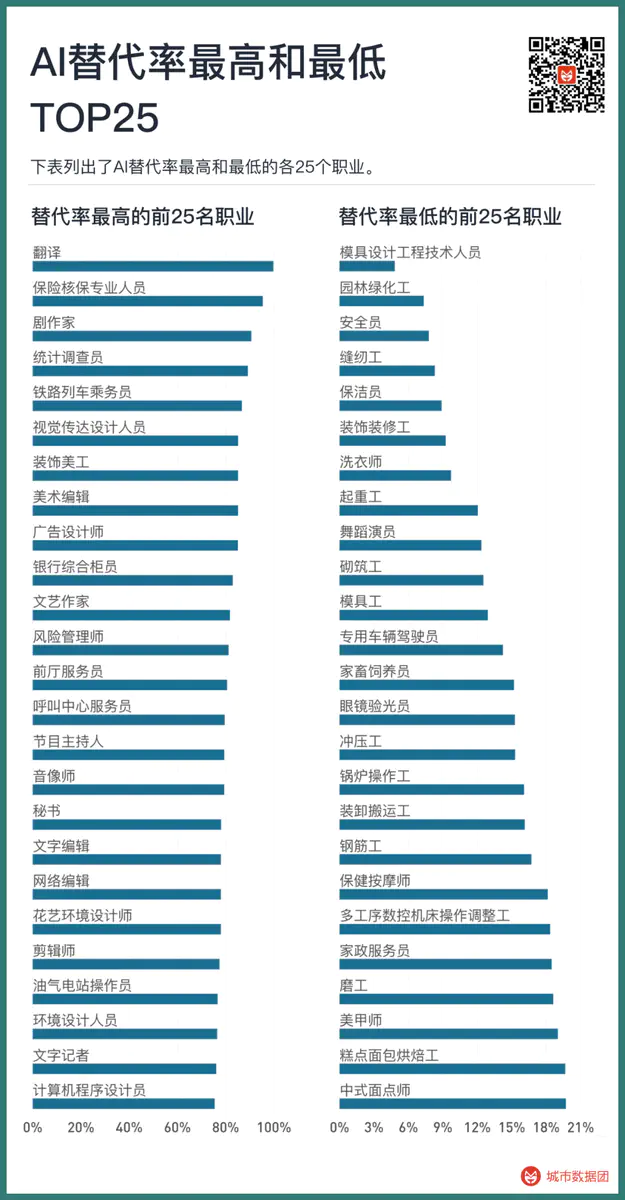 AI替代率最高和最低
TOP25
下表列出了AI替代率最高和最低的各25个职业。
替代率最高的前25名职业
翻译
保险核保专业人员
剧作家
统计调查员
铁路列车乘务员
视觉传达设计人员
装饰美工
美术编辑
广告设计师
银行综合柜员
文艺作家
风险管理师
前厅服务员
呼叫中心服务员
节目主持人
音像师
秘书
文字编辑
网络编辑
花艺环境设计师
剪辑师
油气电站操作员
环境设计人员
文字记者
计算机程序设计员
0% 20% 40% 60% 80% 100%
替代率最低的前25名职业
模具设计工程技术人员
园林绿化工
安全员
缝纫工
保洁员
装饰装修工
洗衣师
起重工
舞蹈演员
砌筑工
模具工
专用车辆驾驶员
家畜饲养员
眼镜验光员
冲压工
锅炉操作工
装卸搬运工
钢筋工
保健按摩师
多工序数控机床操作调整工
家政服务员
磨工
美甲师
糕点面包烘焙工
中式面点师
0% 3% 6% 9% 12% 15% 18% 21%
城市数据团